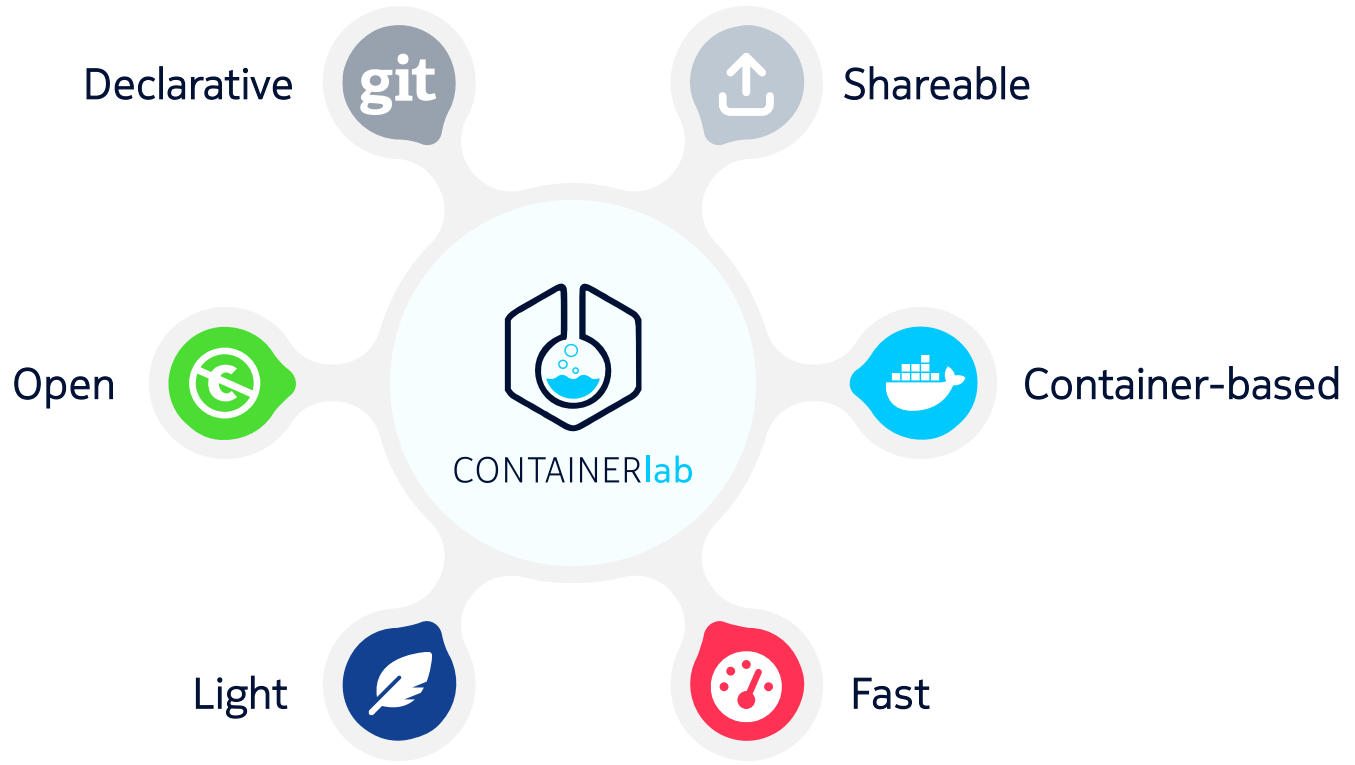 Declarative
git
Shareable
Open
Container-based
CONTAINERlab
Light
Fast